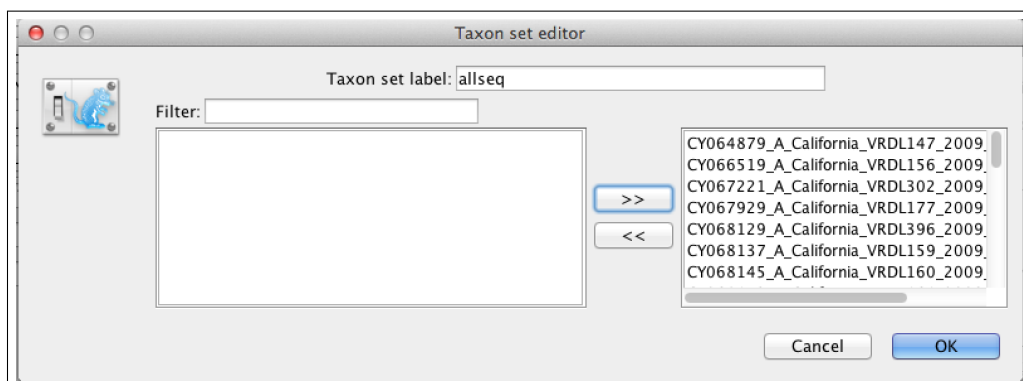 Taxon set editor
Taxon set label: allseq
Filter:
CY064879_A_California_VRDL147_2009_
CY066519_A_California_VRDL156_2009_
>> CY067221_A_California_VRDL302_2009_
CY067929_A_California_VRDL177_2009_
<< CY068129_A_California_VRDL396_2009_
CY068137_A_California_VRDL159_2009_
CY068145_A_California_VRDL160_2009_
Cancel OK